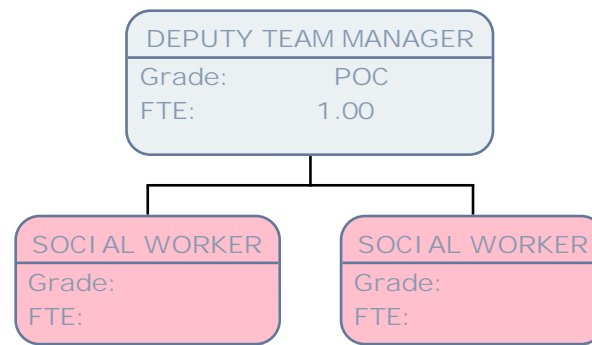 DEPUTY TEAM MANAGER
Grade: POC
FTE: 1.00
SOCIAL WORKER
Grade:
FTE:
SOCIAL WORKER
Grade:
FTE: